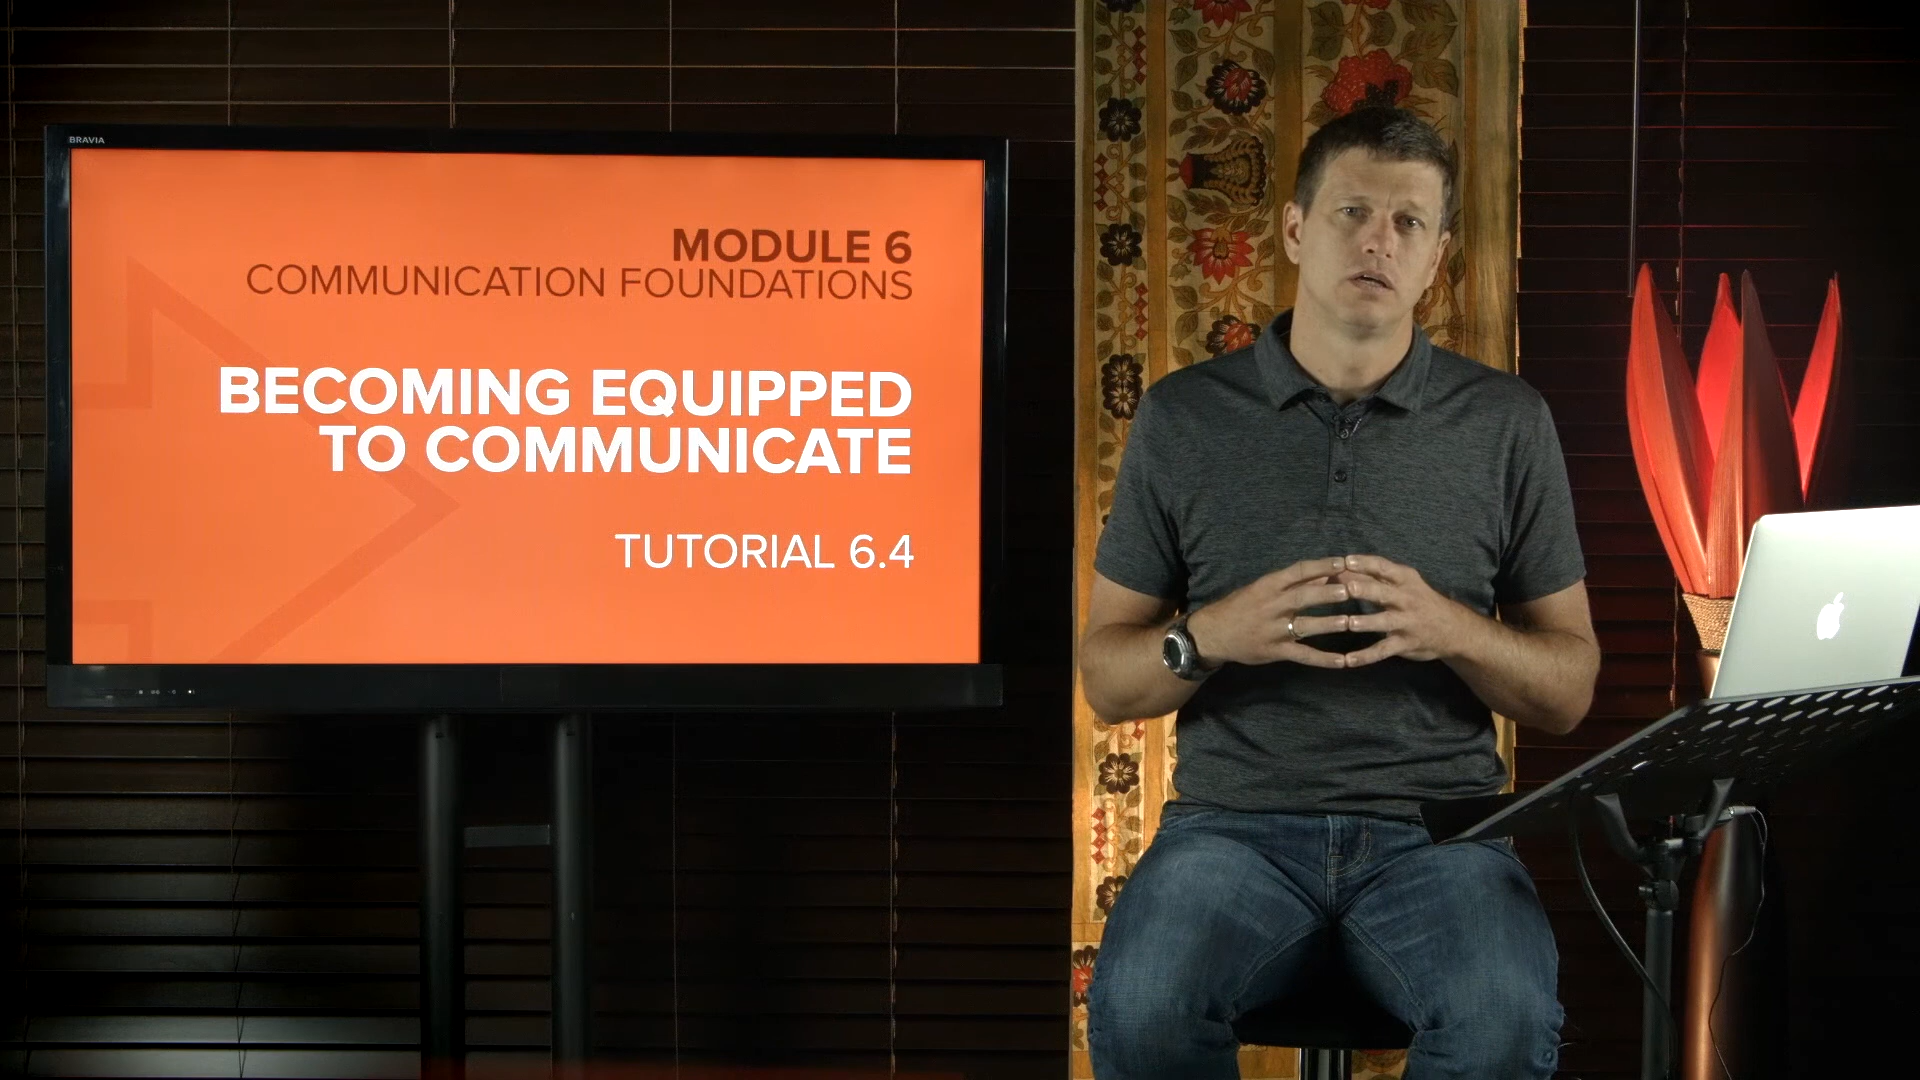 BRAVIA
MODULE 6
COMMUNICATION FOUNDATIONS
BECOMING EQUIPPED
TO COMMUNICATE
TUTORIAL 6.4